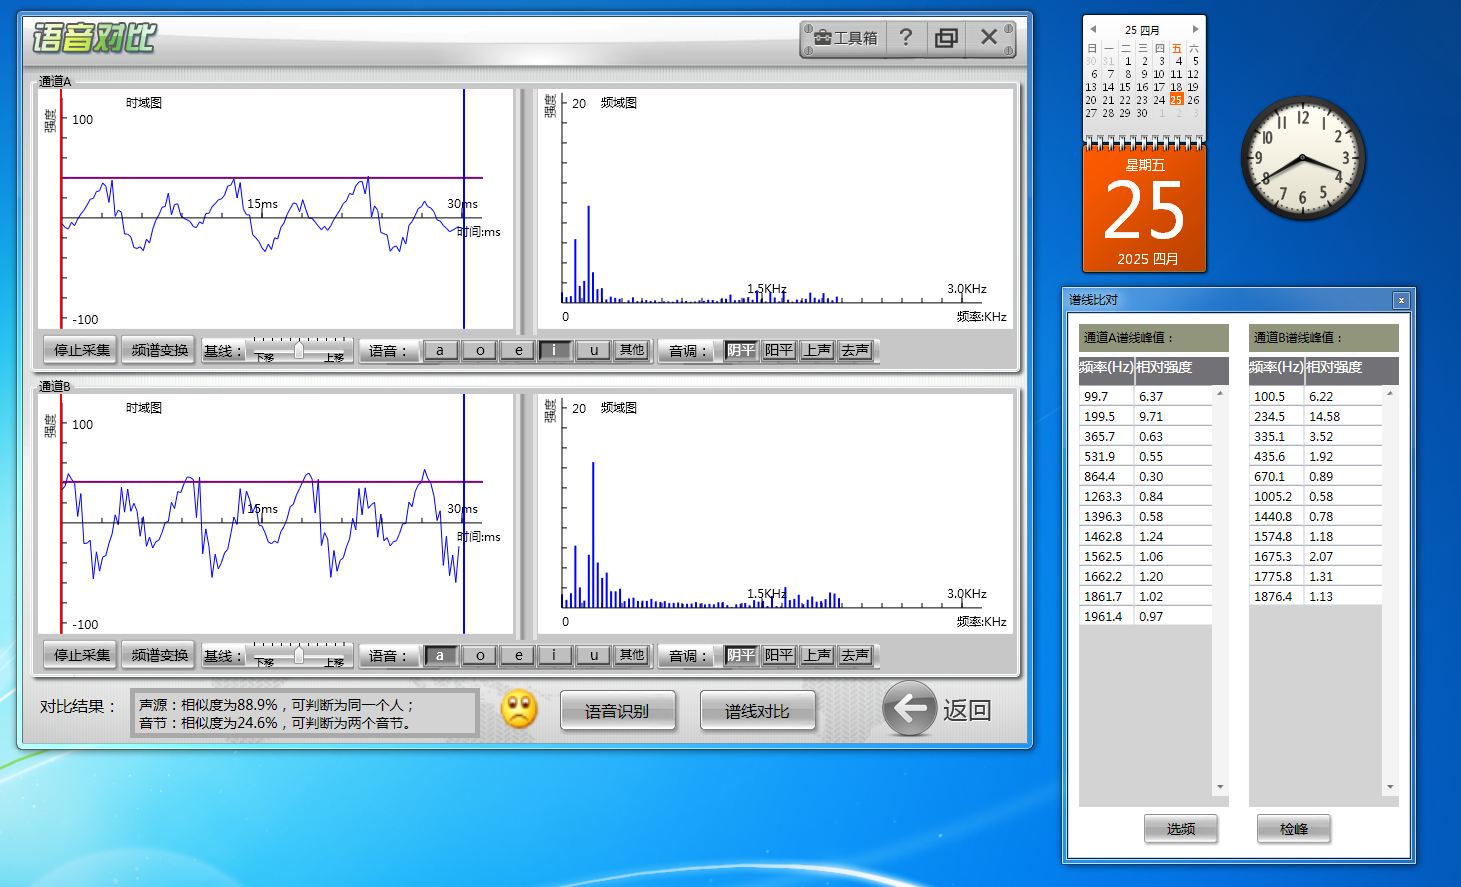 语音对比
工具箱 ?
通道A
时域图
强度
100
15ms
30ms
时间:ms
-100
频域图
强度
20
1.5KHz
3.0KHz
0
频率:KHz
停止采集 频谱变换 基线： 下移 上移 语音： a o e i u 其他 音调： 阴平 阳平 上声 去声
通道B
时域图
强度
100
15ms
30ms
时间:ms
-100
频域图
强度
20
1.5KHz
3.0KHz
0
频率:KHz
停止采集 频谱变换 基线： 下移 上移 语音： a o e i u 其他 音调： 阴平 阳平 上声 去声
对比结果：
声源：相似度为88.9%，可判断为同一个人；
音节：相似度为24.6%，可判断为两个音节。
语音识别 谱线对比 返回
25 四月
日 一 二 三 四 五 六
30 31 1 2 3 4 5
6 7 8 9 10 11 12
13 14 15 16 17 18 19
20 21 22 23 24 25 26
27 28 29 30 1 2 3
星期五
25
2025 四月
12 1 2 3 4 5 6 7 8 9 10 11
谱线比对
通道A谱线峰值：
频率(Hz) 相对强度
99.7 6.37
199.5 9.71
365.7 0.63
531.9 0.55
864.4 0.30
1263.3 0.84
1396.3 0.58
1462.8 1.24
1562.5 1.06
1662.2 1.20
1861.7 1.02
1961.4 0.97
选频
通道B谱线峰值：
频率(Hz) 相对强度
100.5 6.22
234.5 14.58
335.1 3.52
435.6 1.92
670.1 0.89
1005.2 0.58
1440.8 0.78
1574.8 1.18
1675.3 2.07
1775.8 1.31
1876.4 1.13
检峰